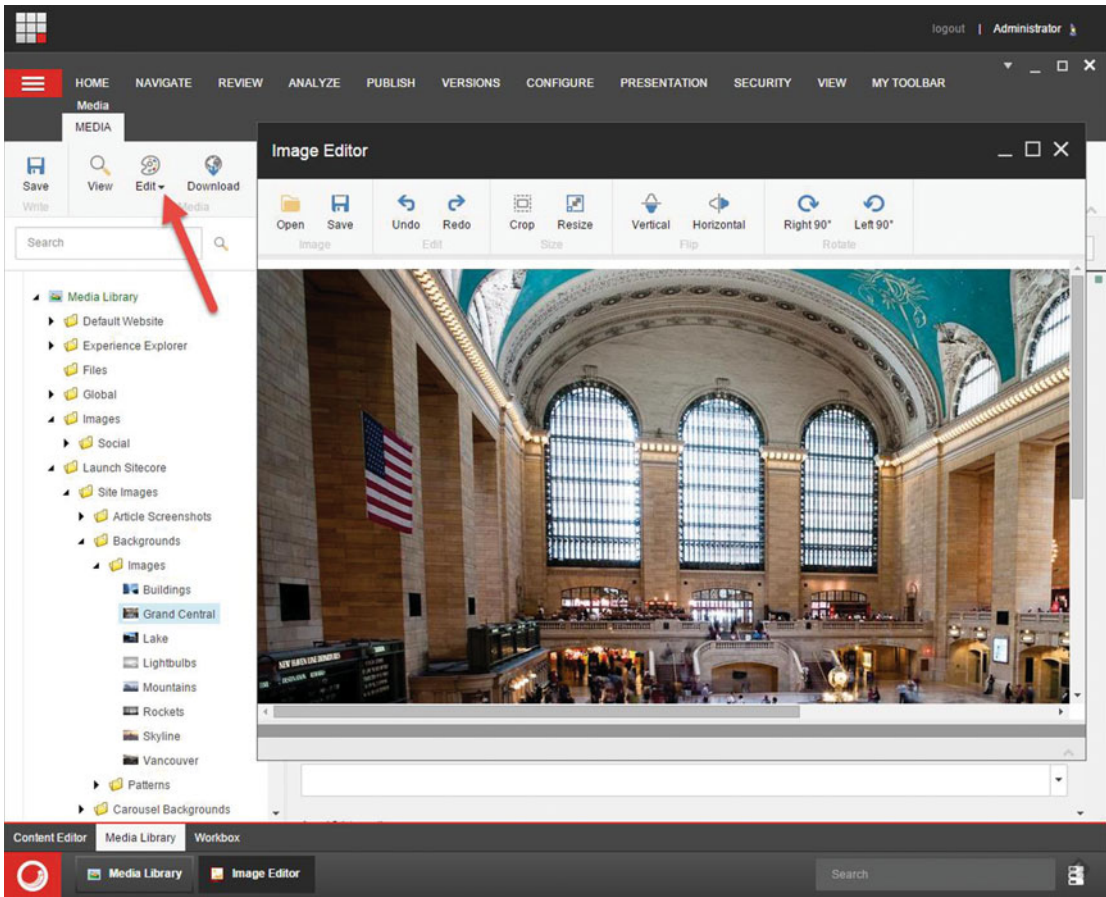 logout | Administrator
HOME NAVIGATE REVIEW ANALYZE PUBLISH VERSIONS CONFIGURE PRESENTATION SECURITY VIEW MY TOOLBAR
Media
MEDIA
Save View Edit Download
Write Media
Search
Image Editor
Open Save Undo Redo Crop Resize Vertical Horizontal Right 90° Left 90°
Image Edit Size Flip Rotate
Media Library
Default Website
Experience Explorer
Files
Global
Images
Social
Launch Sitecore
Site Images
Article Screenshots
Backgrounds
Images
Buildings
Grand Central
Lake
Lightbulbs
Mountains
Rockets
Skyline
Vancouver
Patterns
Carousel Backgrounds
Content Editor Media Library Workbox
Media Library Image Editor Search